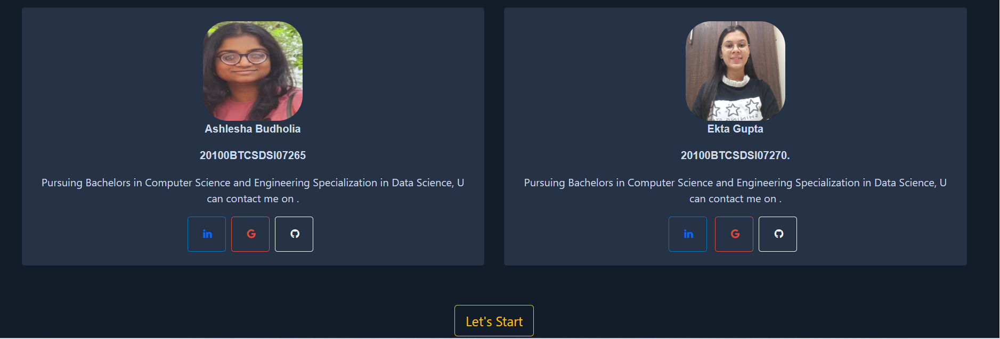 Ashlesha Budholia
20100BTCSDSI07265
Pursuing Bachelors in Computer Science and Engineering Specialization in Data Science, U
can contact me on .
in
G
Ekta Gupta
20100BTCSDSI07270.
Pursuing Bachelors in Computer Science and Engineering Specialization in Data Science, U
can contact me on .
in
G
Let's Start